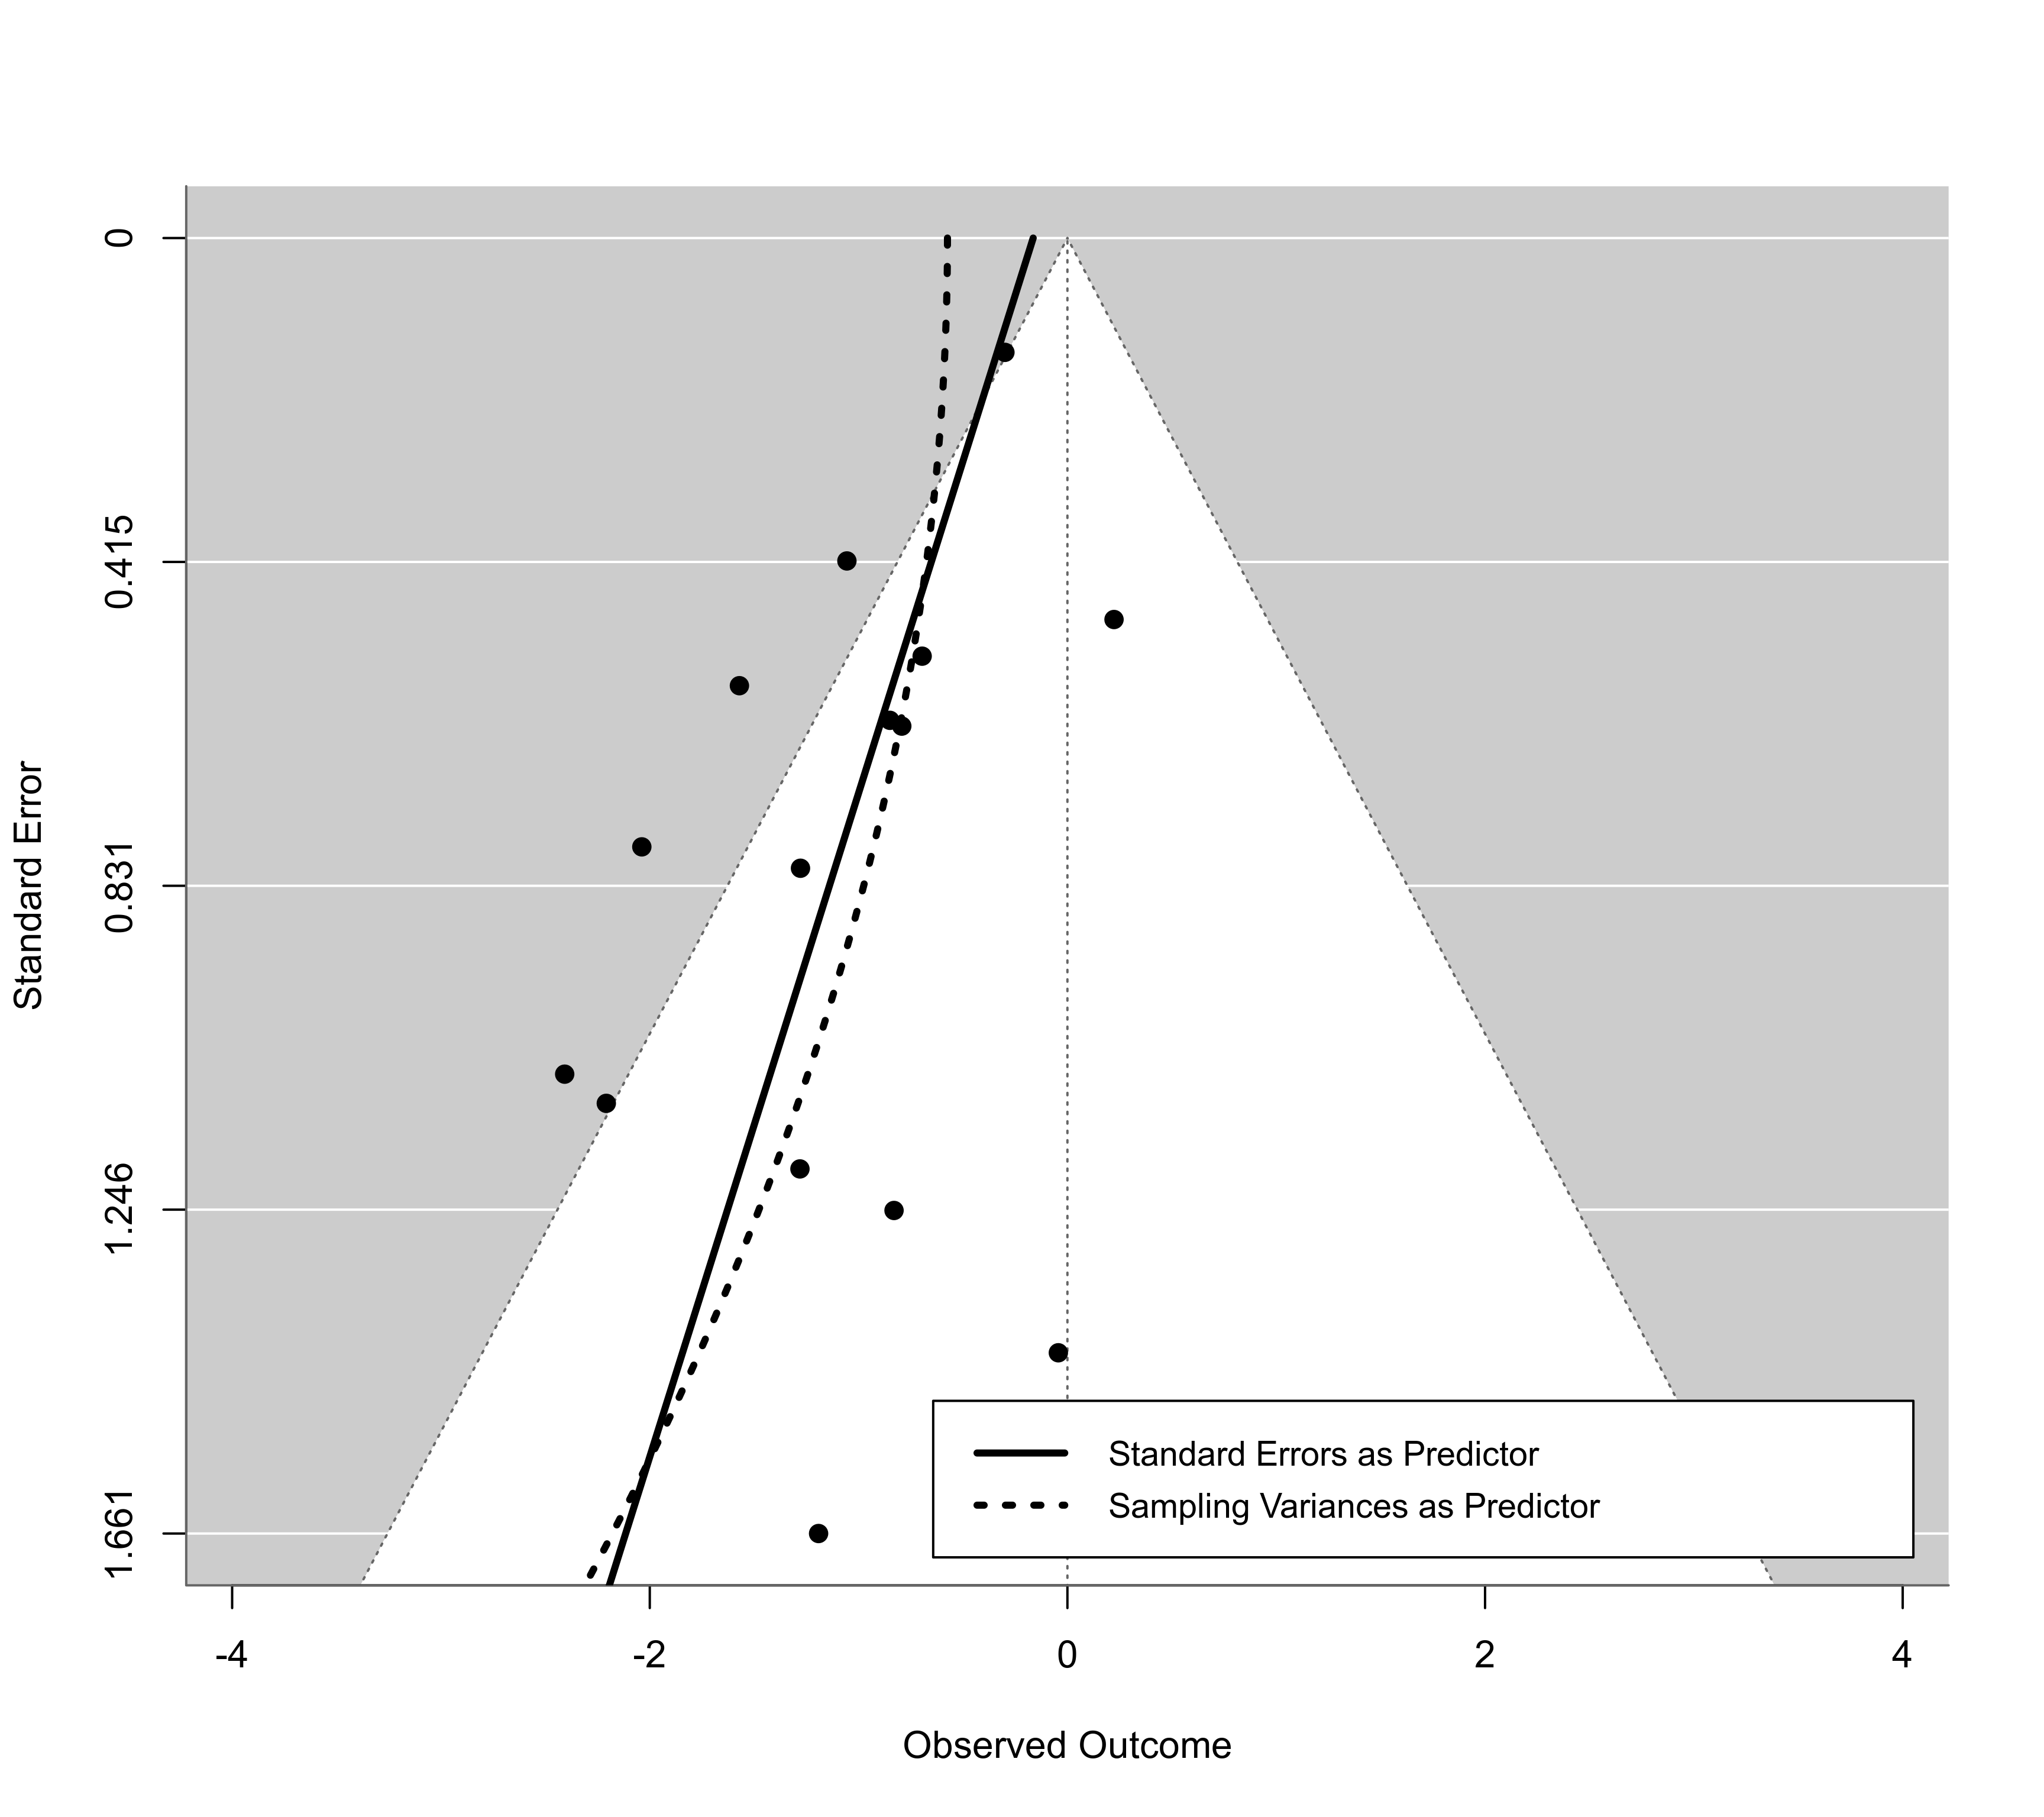 Standard Error
0
0.415
0.831
1.246
1.661
Standard Errors as Predictor
Sampling Variances as Predictor
-4
-2
0
2
4
Observed Outcome